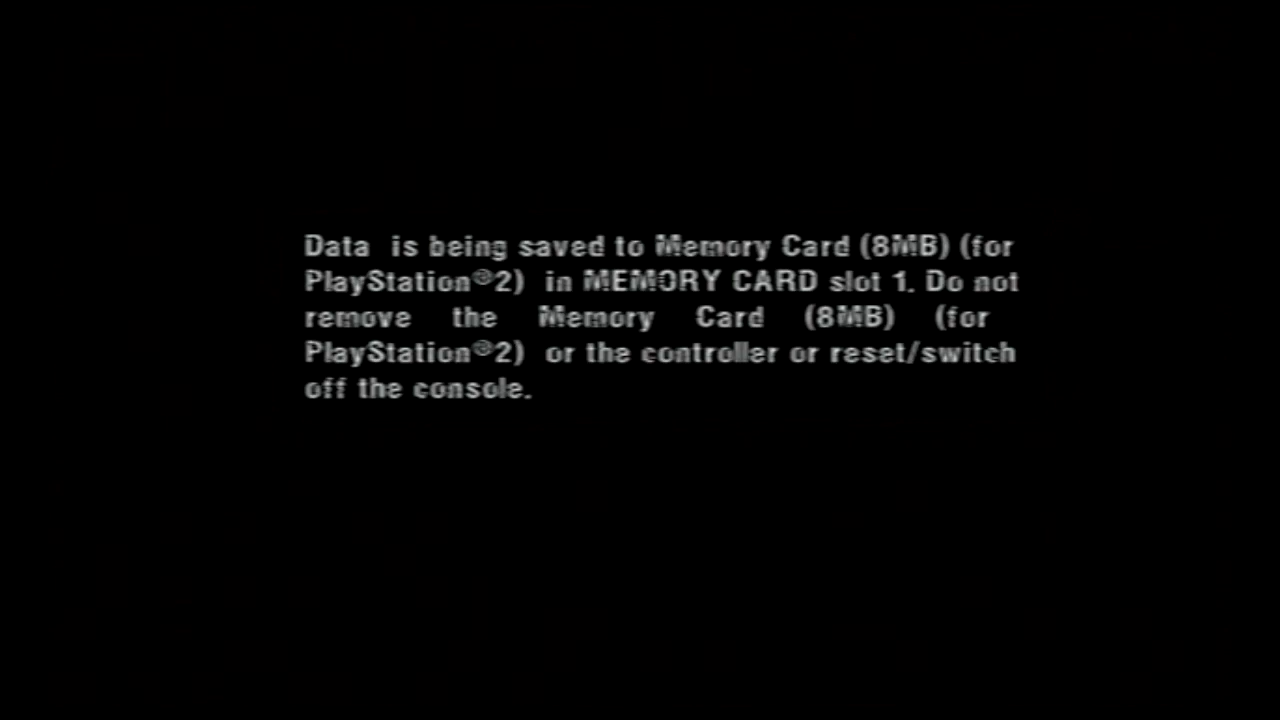 Data is being saved to Memory Card (8MB) (for
PlayStation®2) in MEMORY CARD slot 1. Do not
remove the Memory Card (8MB) (for
PlayStation®2) or the controller or reset/switch
off the console.